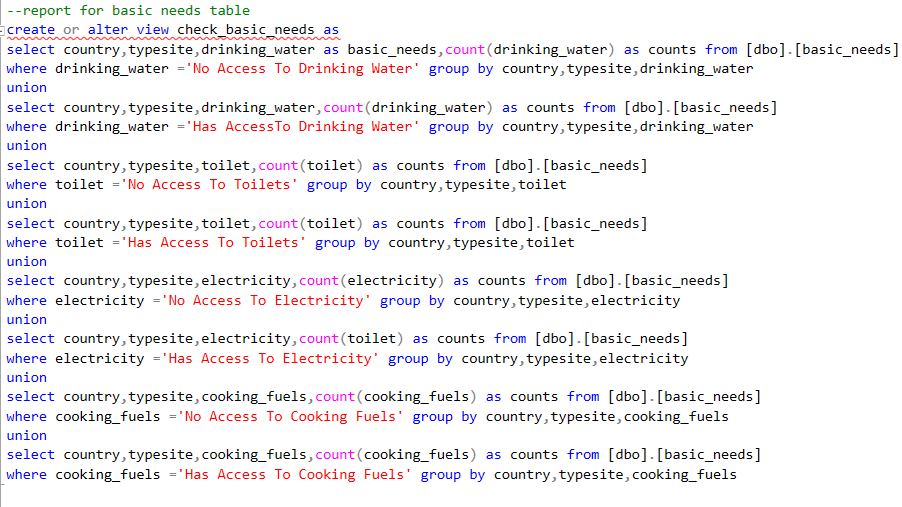 --report for basic needs table
create or alter view check_basic_needs as
select country,typesite,drinking_water as basic_needs,count(drinking_water) as counts from [dbo].[basic_needs]
where drinking_water ='No Access To Drinking Water' group by country,typesite,drinking_water
union
select country,typesite,drinking_water,count(drinking_water) as counts from [dbo].[basic_needs]
where drinking_water ='Has AccessTo Drinking Water' group by country,typesite,drinking_water
union
select country,typesite,toilet,count(toilet) as counts from [dbo].[basic_needs]
where toilet ='No Access To Toilets' group by country,typesite,toilet
union
select country,typesite,toilet,count(toilet) as counts from [dbo].[basic_needs]
where toilet ='Has Access To Toilets' group by country,typesite,toilet
union
select country,typesite,electricity,count(electricity) as counts from [dbo].[basic_needs]
where electricity ='No Access To Electricity' group by country,typesite,electricity
union
select country,typesite,electricity,count(toilet) as counts from [dbo].[basic_needs]
where electricity ='Has Access To Electricity' group by country,typesite,electricity
union
select country,typesite,cooking_fuels,count(cooking_fuels) as counts from [dbo].[basic_needs]
where cooking_fuels ='No Access To Cooking Fuels' group by country,typesite,cooking_fuels
union
select country,typesite,cooking_fuels,count(cooking_fuels) as counts from [dbo].[basic_needs]
where cooking_fuels ='Has Access To Cooking Fuels' group by country,typesite,cooking_fuels